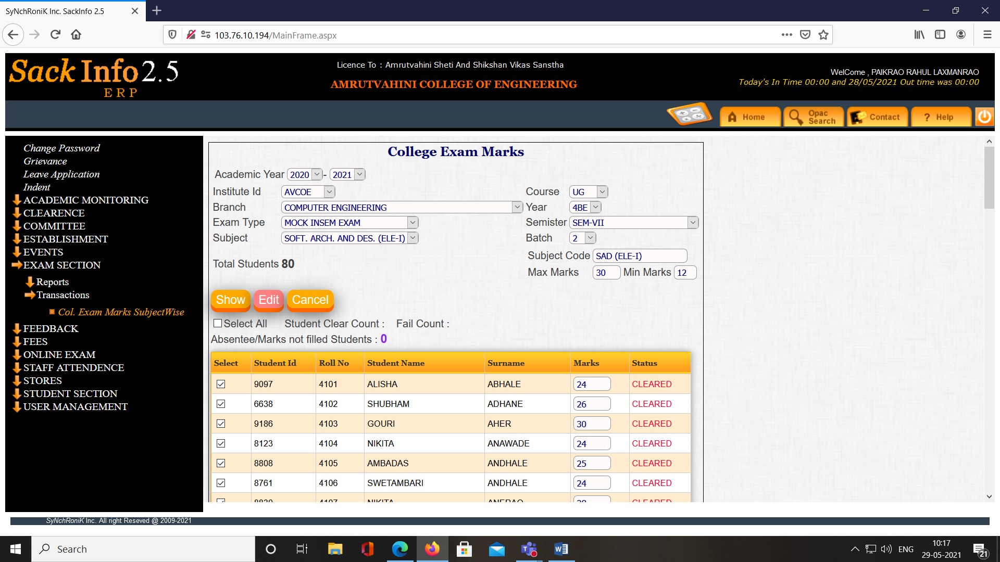 SyNchRoniK Inc. SackInfo 2.5
103.76.10.194/MainFrame.aspx
Sack Info 2.5
ERP
Licence To : Amrutvahini Sheti And Shikshan Vikas Sanstha
AMRUTVAHINI COLLEGE OF ENGINEERING
WelCome , PAIKRAO RAHUL LAXMANRAO
Today's In Time 00:00 and 28/05/2021 Out time was 00:00
Home
Opac Search
Contact
? Help
Change Password
Grievance
Leave Application
Indent
ACADEMIC MONITORING
CLEARENCE
COMMITTEE
ESTABLISHMENT
EVENTS
EXAM SECTION
Reports
Transactions
Col. Exam Marks SubjectWise
FEEDBACK
FEES
ONLINE EXAM
STAFF ATTENDENCE
STORES
STUDENT SECTION
USER MANAGEMENT
College Exam Marks
Academic Year 2020 - 2021
Institute Id AVCOE Course UG
Branch COMPUTER ENGINEERING Year 4BE
Exam Type MOCK INSEM EXAM Semister SEM-VII
Subject SOFT. ARCH. AND DES. (ELE-I) Batch 2
Total Students 80
Subject Code SAD (ELE-I)
Max Marks 30 Min Marks 12
Show Edit Cancel
Select All Student Clear Count : Fail Count :
Absentee/Marks not filled Students : 0
Select Student Id Roll No Student Name Surname Marks Status
9097 4101 ALISHA ABHALE 24 CLEARED
6638 4102 SHUBHAM ADHANE 26 CLEARED
9186 4103 GOURI AHER 30 CLEARED
8123 4104 NIKITA ANAWADE 24 CLEARED
8808 4105 AMBADAS ANDHALE 25 CLEARED
8761 4106 SWETAMBARI ANDHALE 24 CLEARED
4107 NIKITA CLEARED
SyNchRoniK Inc. All right Reseved @ 2009-2021
Search
ENG
10:17
29-05-2021
21